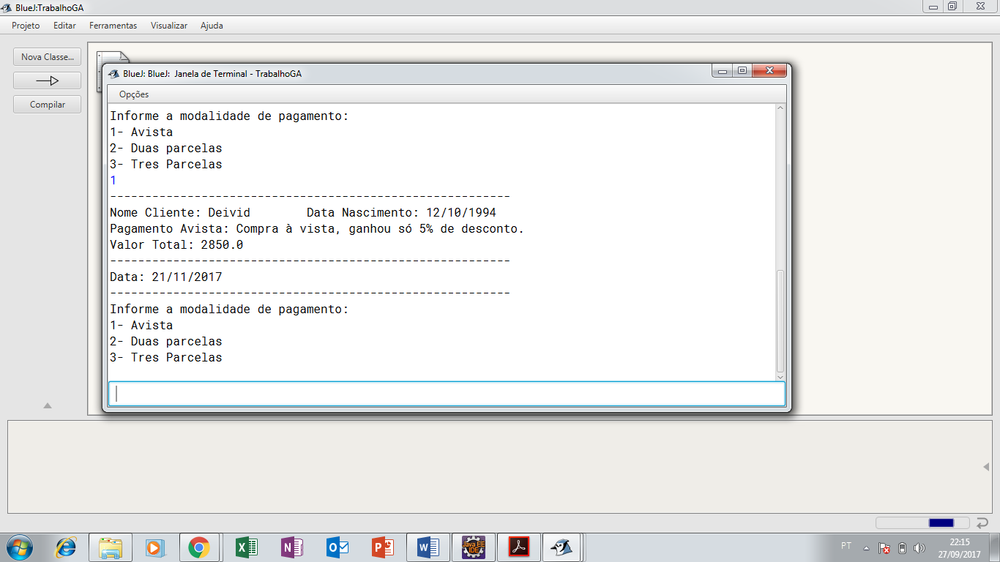 BlueJ:TrabalhoGA
Projeto Editar Ferramentas Visualizar Ajuda
Nova Classe...
Compilar
BlueJ: BlueJ: Janela de Terminal - TrabalhoGA
Opções
Informe a modalidade de pagamento:
1- Avista
2- Duas parcelas
3- Tres Parcelas
1
---------------------------------------------------------
Nome Cliente: Deivid        Data Nascimento: 12/10/1994
Pagamento Avista: Compra à vista, ganhou só 5% de desconto.
Valor Total: 2850.0
---------------------------------------------------------
Data: 21/11/2017
---------------------------------------------------------
Informe a modalidade de pagamento:
1- Avista
2- Duas parcelas
3- Tres Parcelas
Java EE
IDE
PT
22:15
27/09/2017